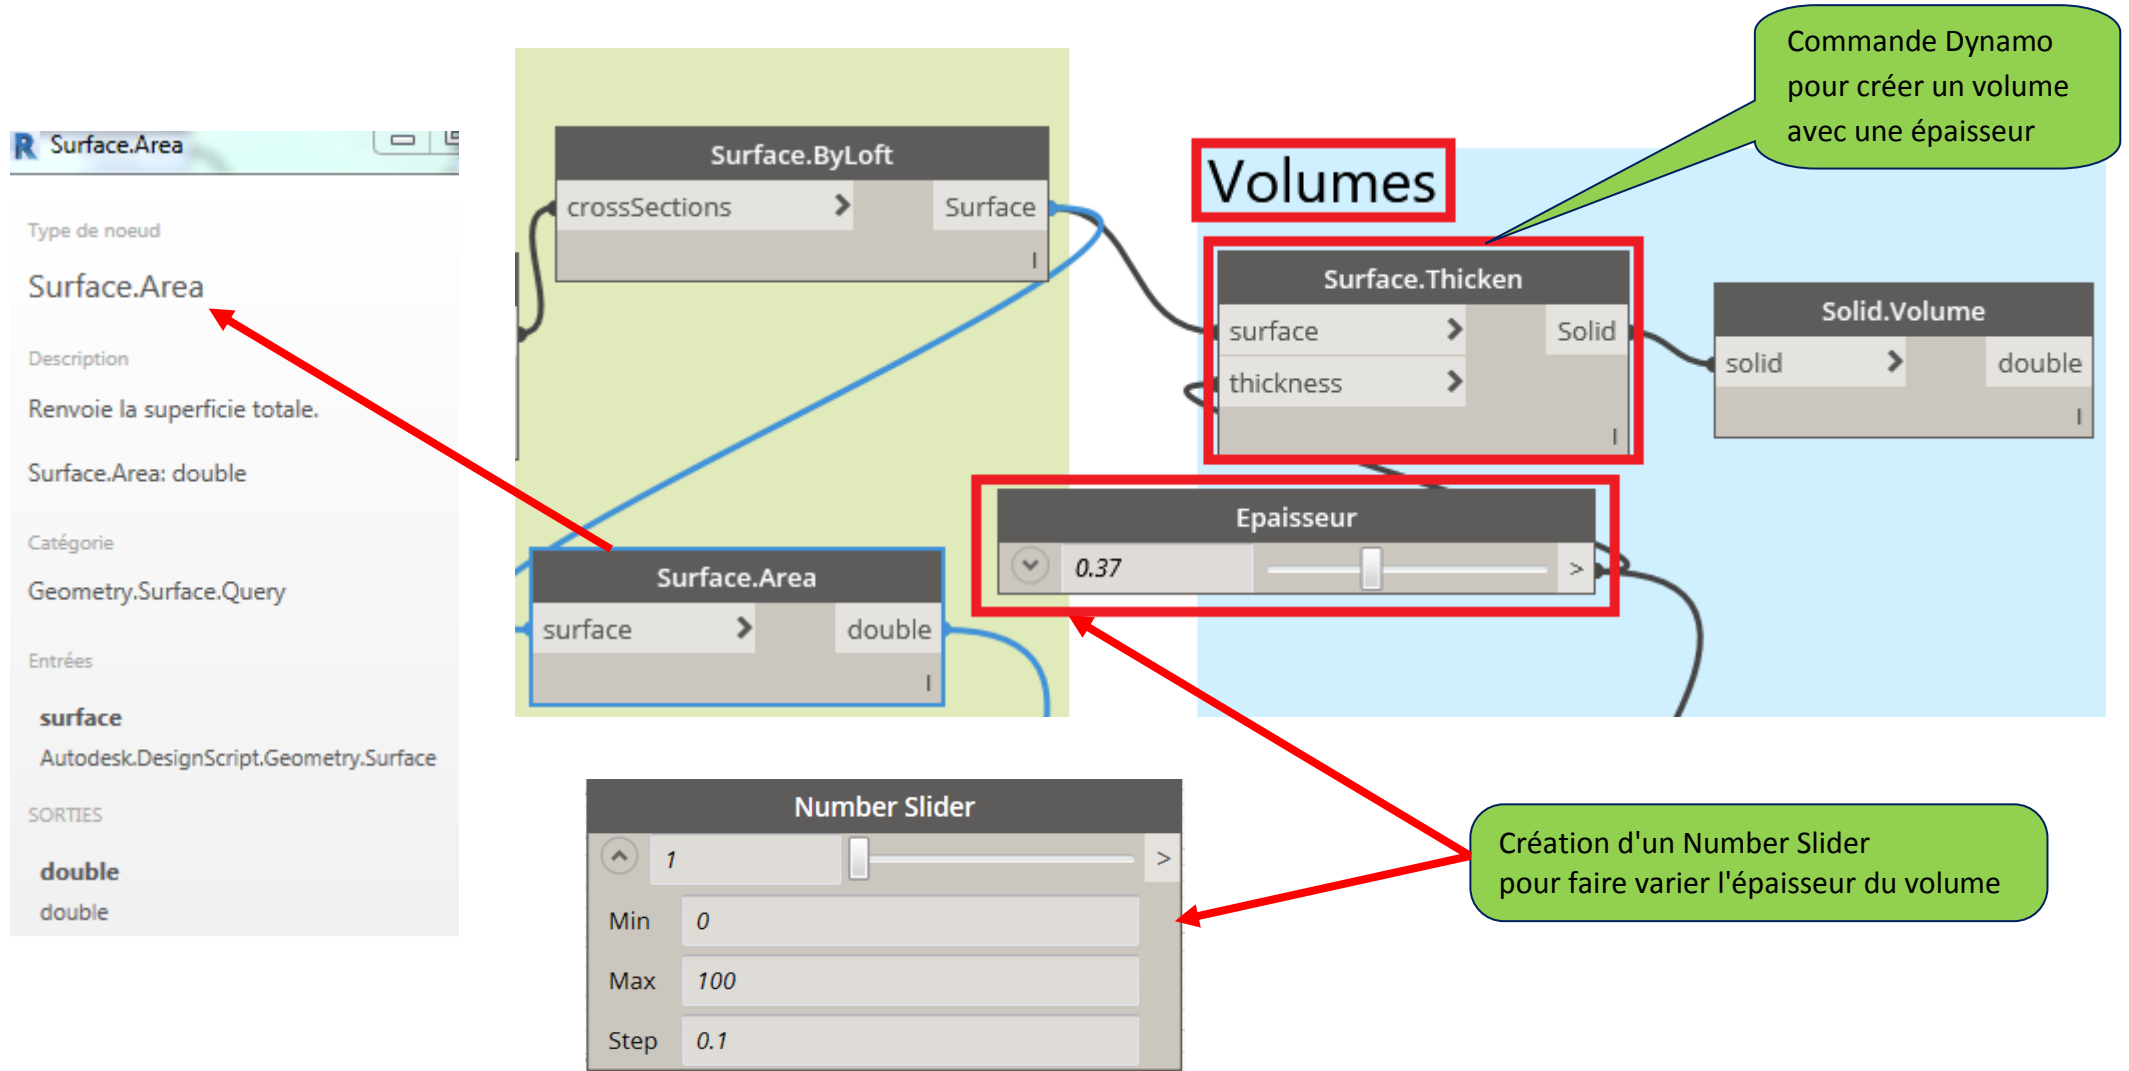 Surface.Area
Type de noeud
Surface.Area
Description
Renvoie la superficie totale.
Surface.Area: double
Catégorie
Geometry.Surface.Query
Entrées
surface
Autodesk.DesignScript.Geometry.Surface
SORTIES
double
double
Surface.ByLoft
crossSections > Surface
l
Surface.Area
surface > double
l
Commande Dynamo
pour créer un volume
avec une épaisseur
Volumes
Surface.Thicken
surface > Solid
thickness >
l
Solid.Volume
solid > double
l
Epaisseur
0.37 >
Number Slider
1 >
Min 0
Max 100
Step 0.1
Création d'un Number Slider
pour faire varier l'épaisseur du volume